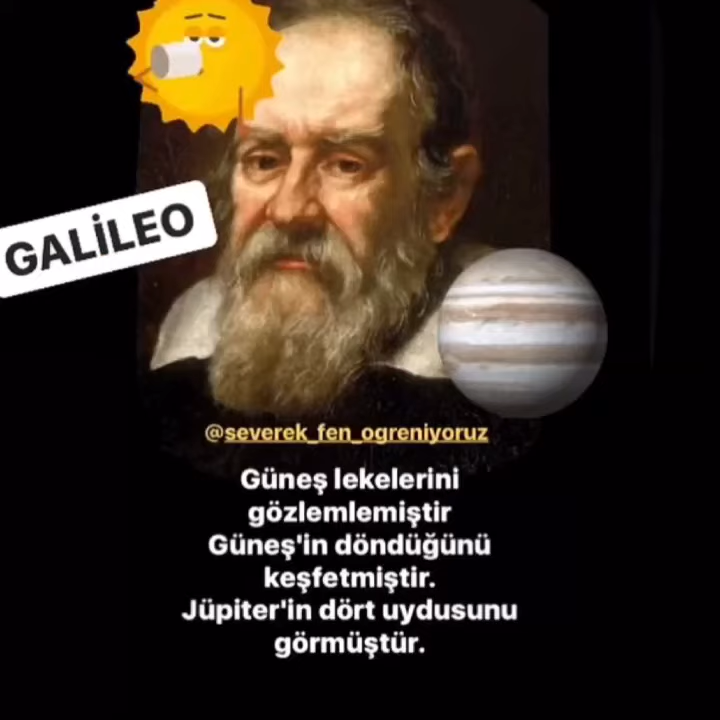 GALİLEO
@severek_fen_ogreniyoruz
Güneş lekelerini
gözlemlemiştir
Güneş'in döndüğünü
keşfetmiştir.
Jüpiter'in dört uydusunu
görmüştür.